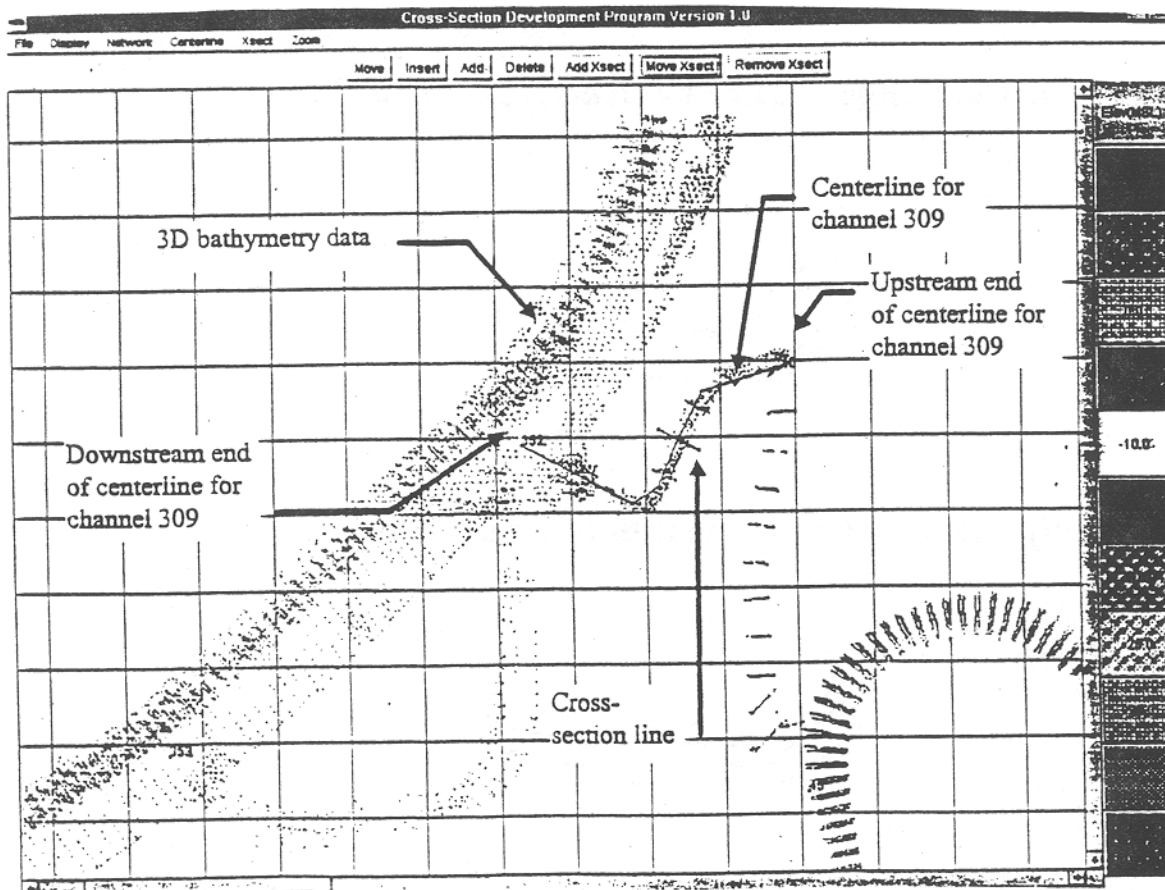 Cross-Section Development Program Version 1.0
File Display Network Centerline Xsect Zoom
Move Insert Add Delete Add Xsect Move Xsect Remove Xsect
Centerline for
channel 309
3D bathymetry data
Upstream end
of centerline for
channel 309
352
-10.0
Downstream end
of centerline for
channel 309
Cross-
section line
353